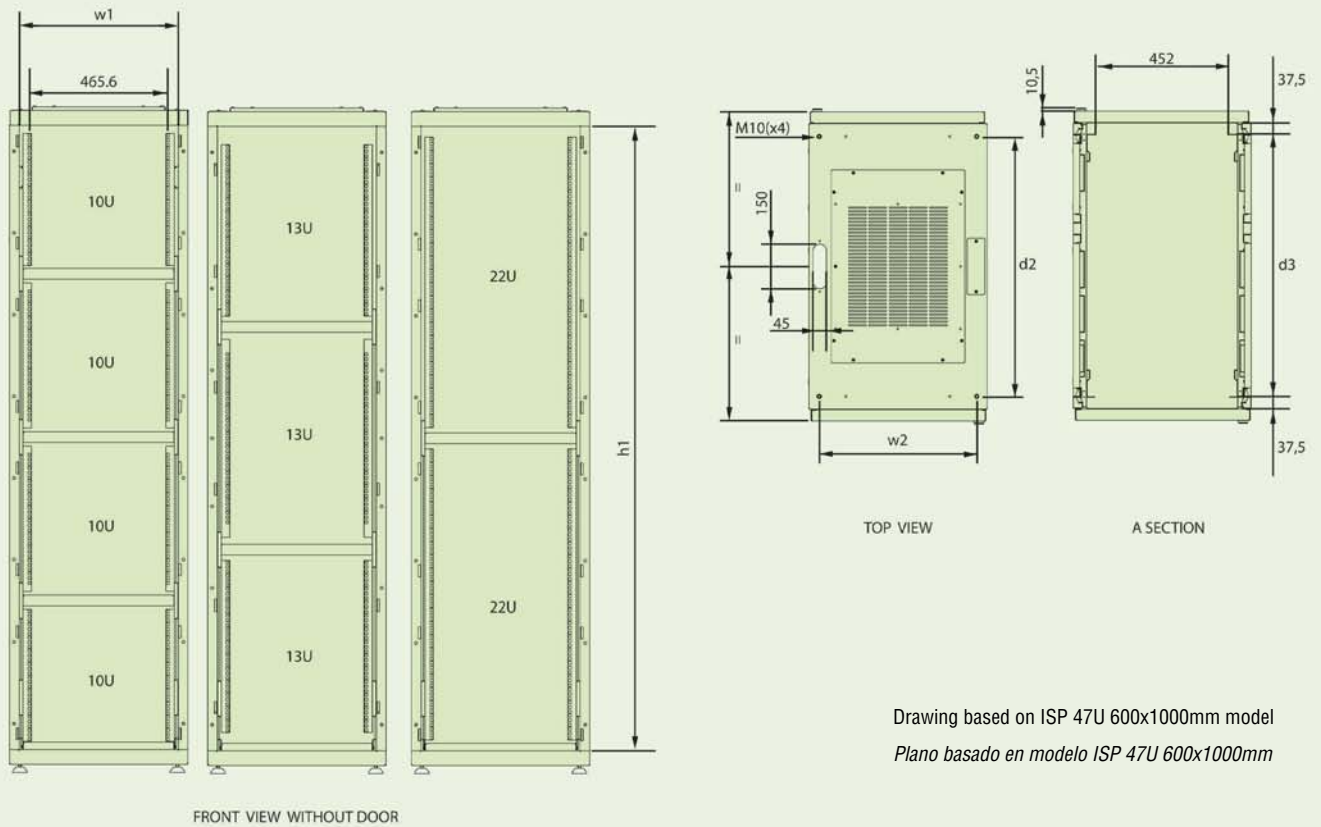 w1
465.6
10U
10U
10U
10U
13U
13U
13U
22U
22U
h1
FRONT VIEW WITHOUT DOOR
M10(x4)
=
150
45
=
d2
w2
TOP VIEW
10,5
452
37,5
d3
37,5
A SECTION
Drawing based on ISP 47U 600x1000mm model
Plano basado en modelo ISP 47U 600x1000mm